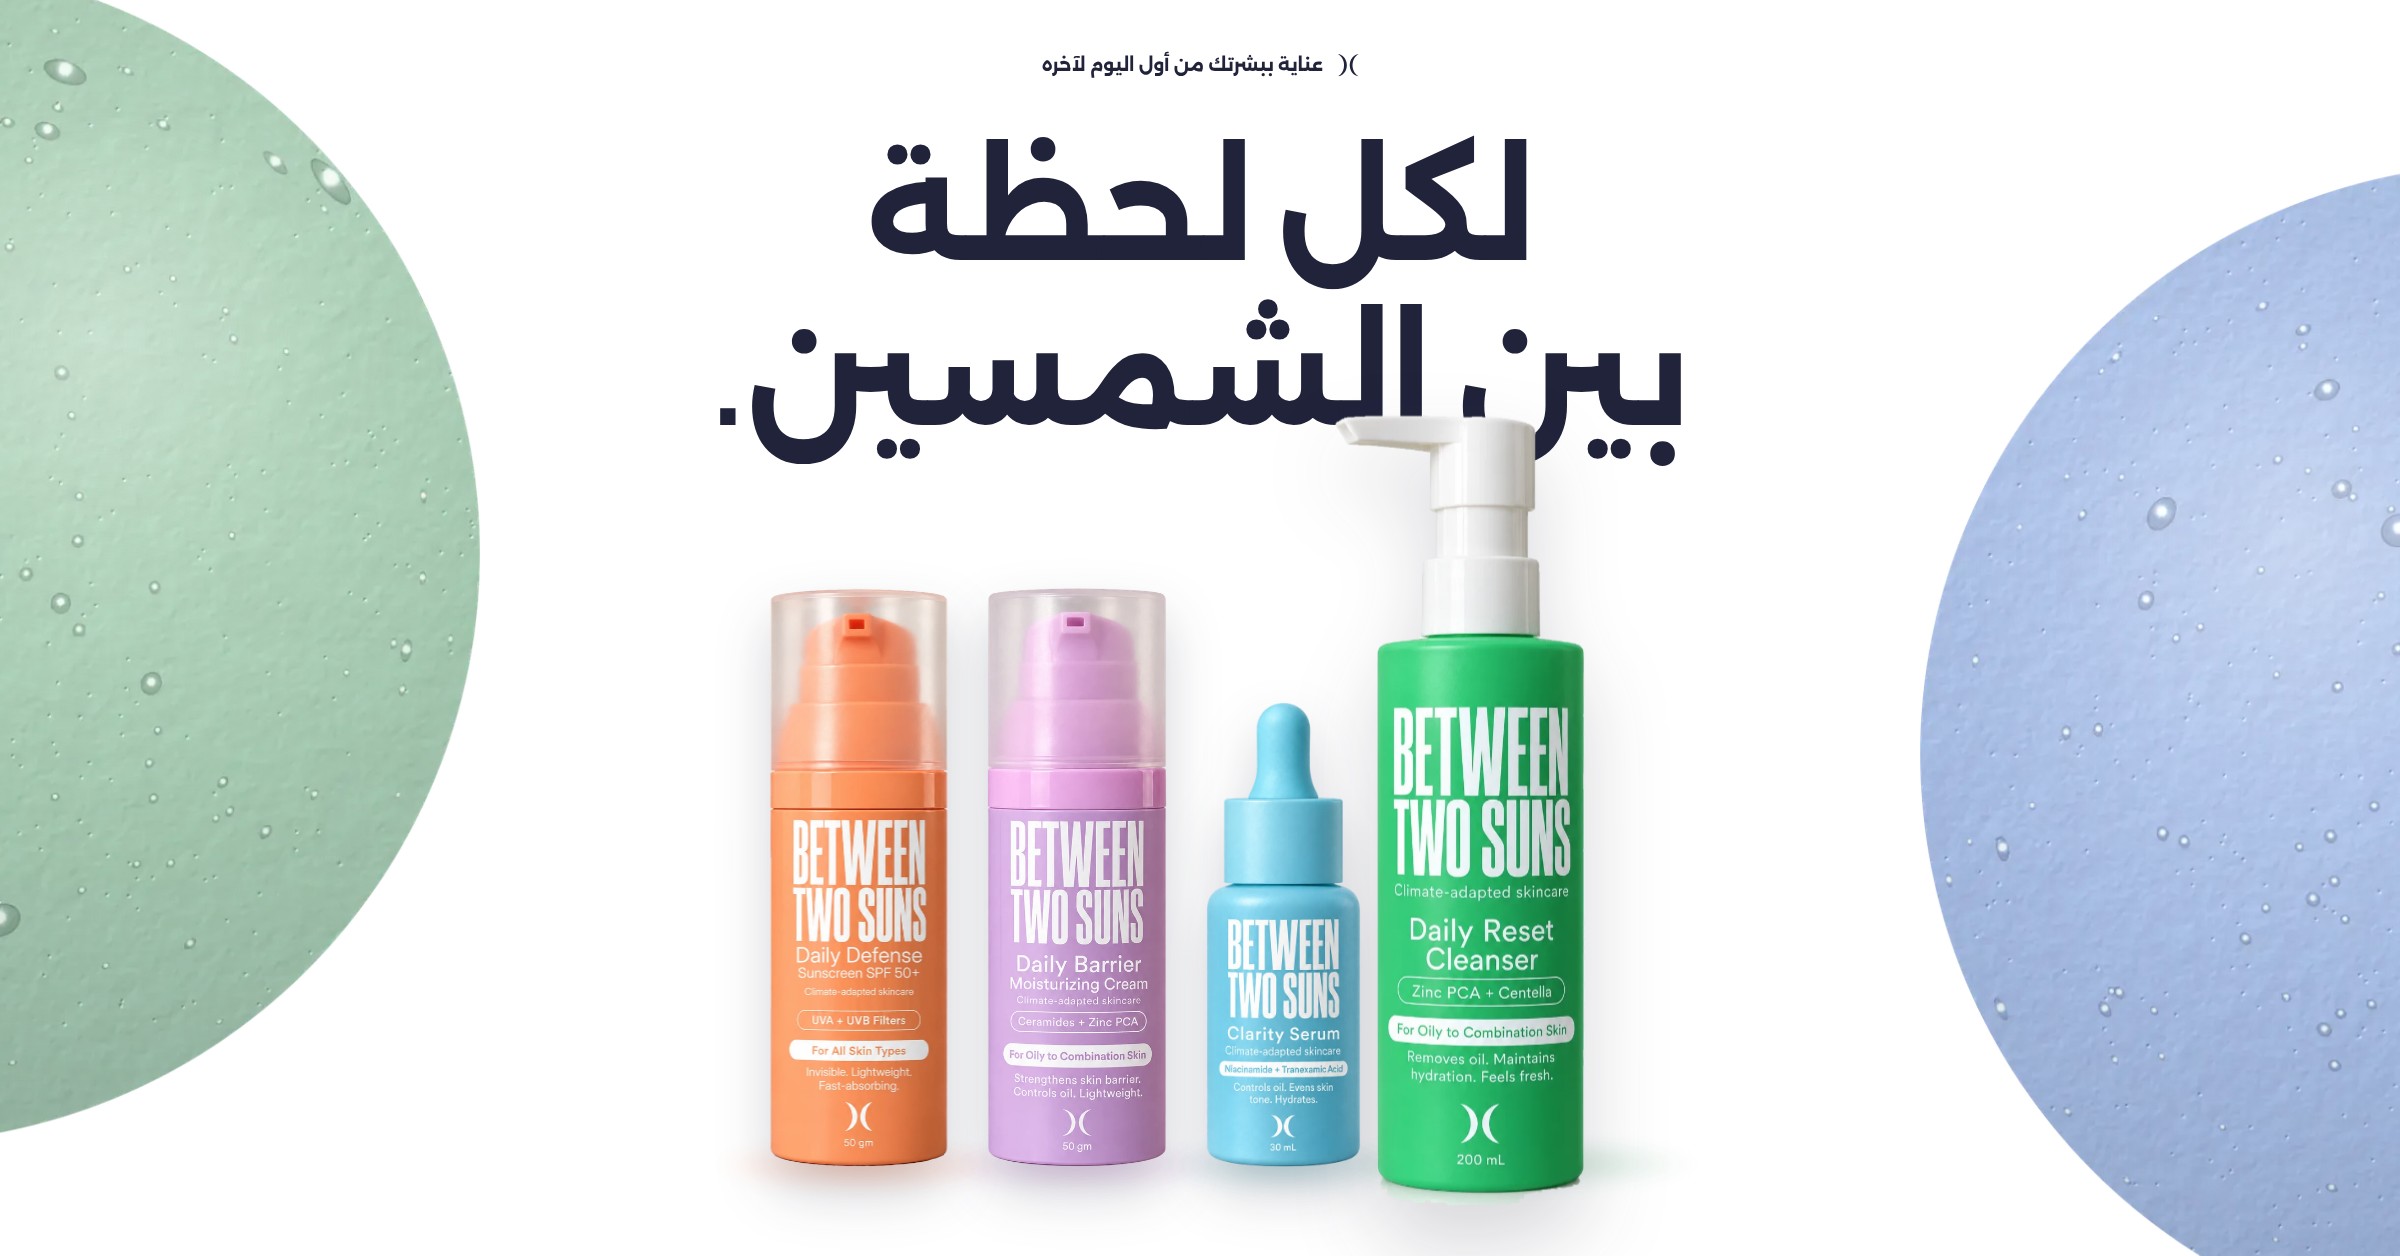 عناية ببشرتك من أول اليوم لآخره
لكل لحظة
بين الشمسين.
BETWEEN
TWO SUNS
Daily Defense
Sunscreen SPF 50+
Climate-adapted skincare
UVA + UVB Filters
For All Skin Types
Invisible. Lightweight.
Fast-absorbing.
50 gm
BETWEEN
TWO SUNS
Daily Barrier
Moisturizing Cream
Climate-adapted skincare
Ceramides + Zinc PCA
For Oily to Combination Skin
Strengthens skin barrier.
Controls oil. Lightweight.
50 gm
BETWEEN
TWO SUNS
Clarity Serum
Climate-adapted skincare
Niacinamide + Tranexamic Acid
Controls oil. Evens skin
tone. Hydrates.
30 mL
BETWEEN
TWO SUNS
Climate-adapted skincare
Daily Reset
Cleanser
Zinc PCA + Centella
For Oily to Combination Skin
Removes oil. Maintains
hydration. Feels fresh.
200 mL